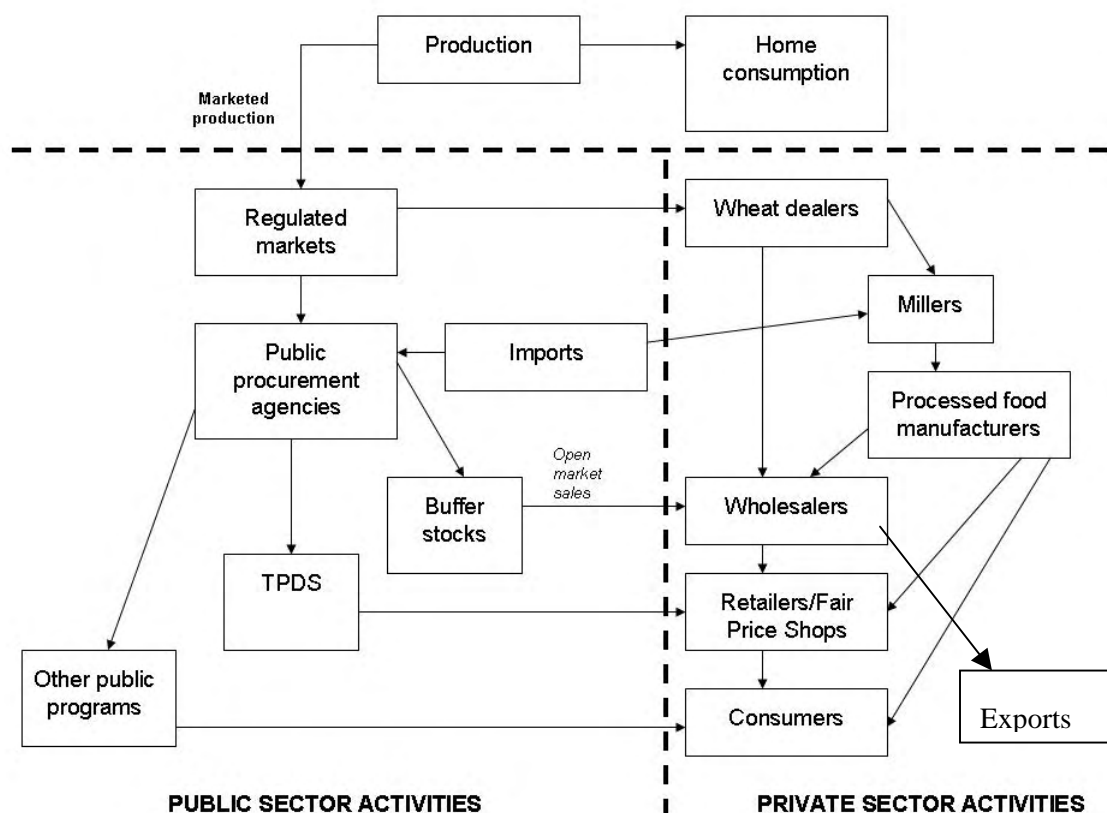 Production
Home
consumption
Marketed
production
Regulated
markets
Wheat dealers
Millers
Public
procurement
agencies
Imports
Processed food
manufacturers
Open
market
sales
Buffer
stocks
Wholesalers
TPDS
Retailers/Fair
Price Shops
Other public
programs
Consumers
Exports
PUBLIC SECTOR ACTIVITIES
PRIVATE SECTOR ACTIVITIES